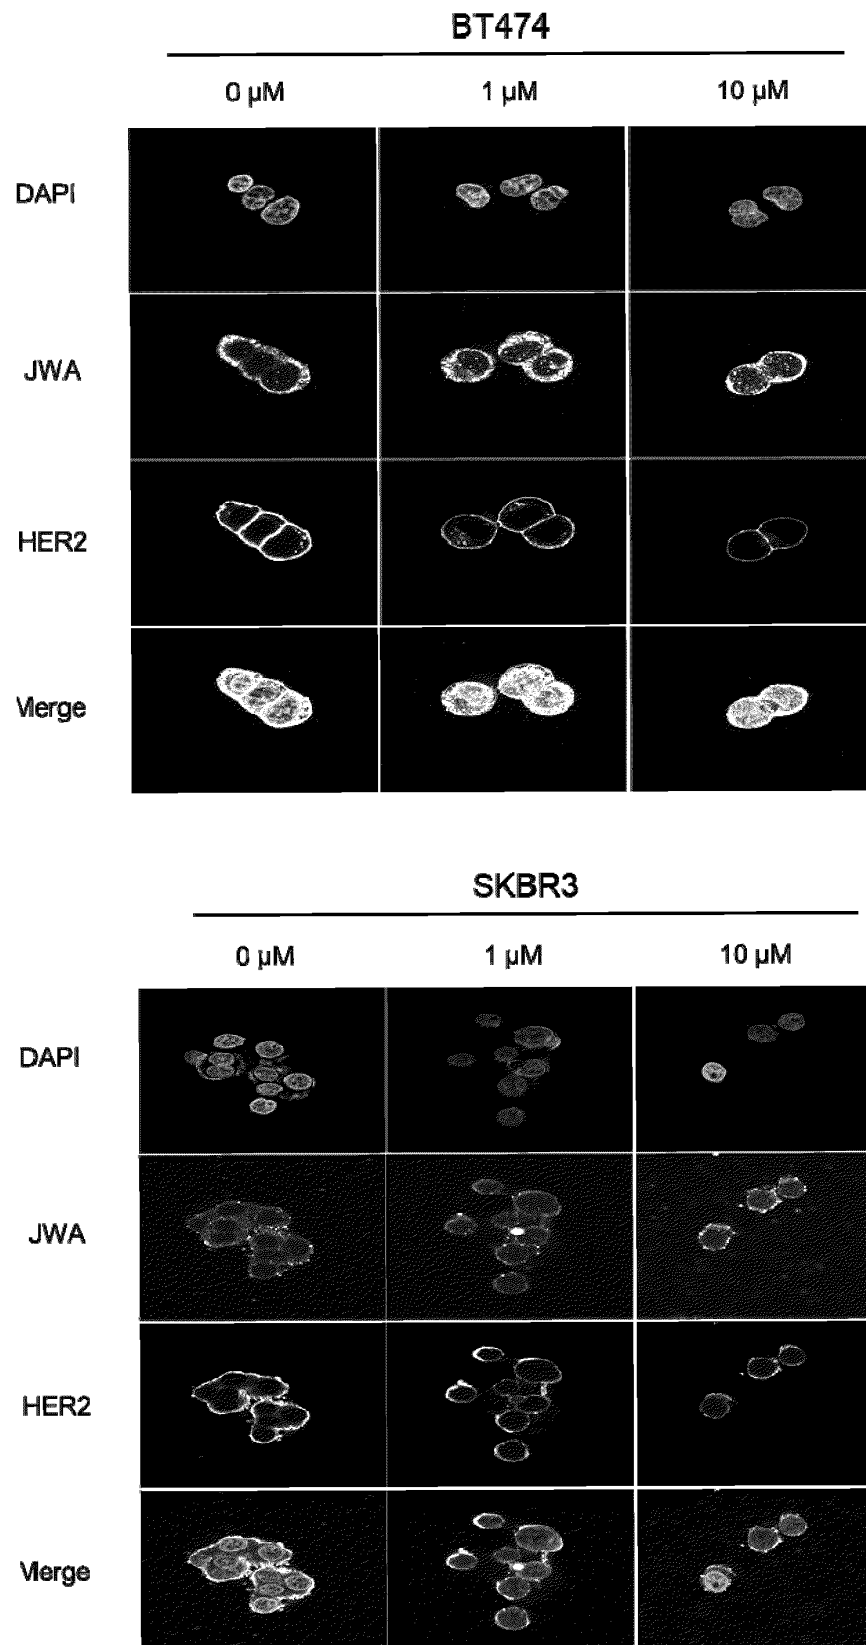 BT474
0 µM 1 µM 10 µM
DAPI
JWA
HER2
Merge
SKBR3
0 µM 1 µM 10 µM
DAPI
JWA
HER2
Merge